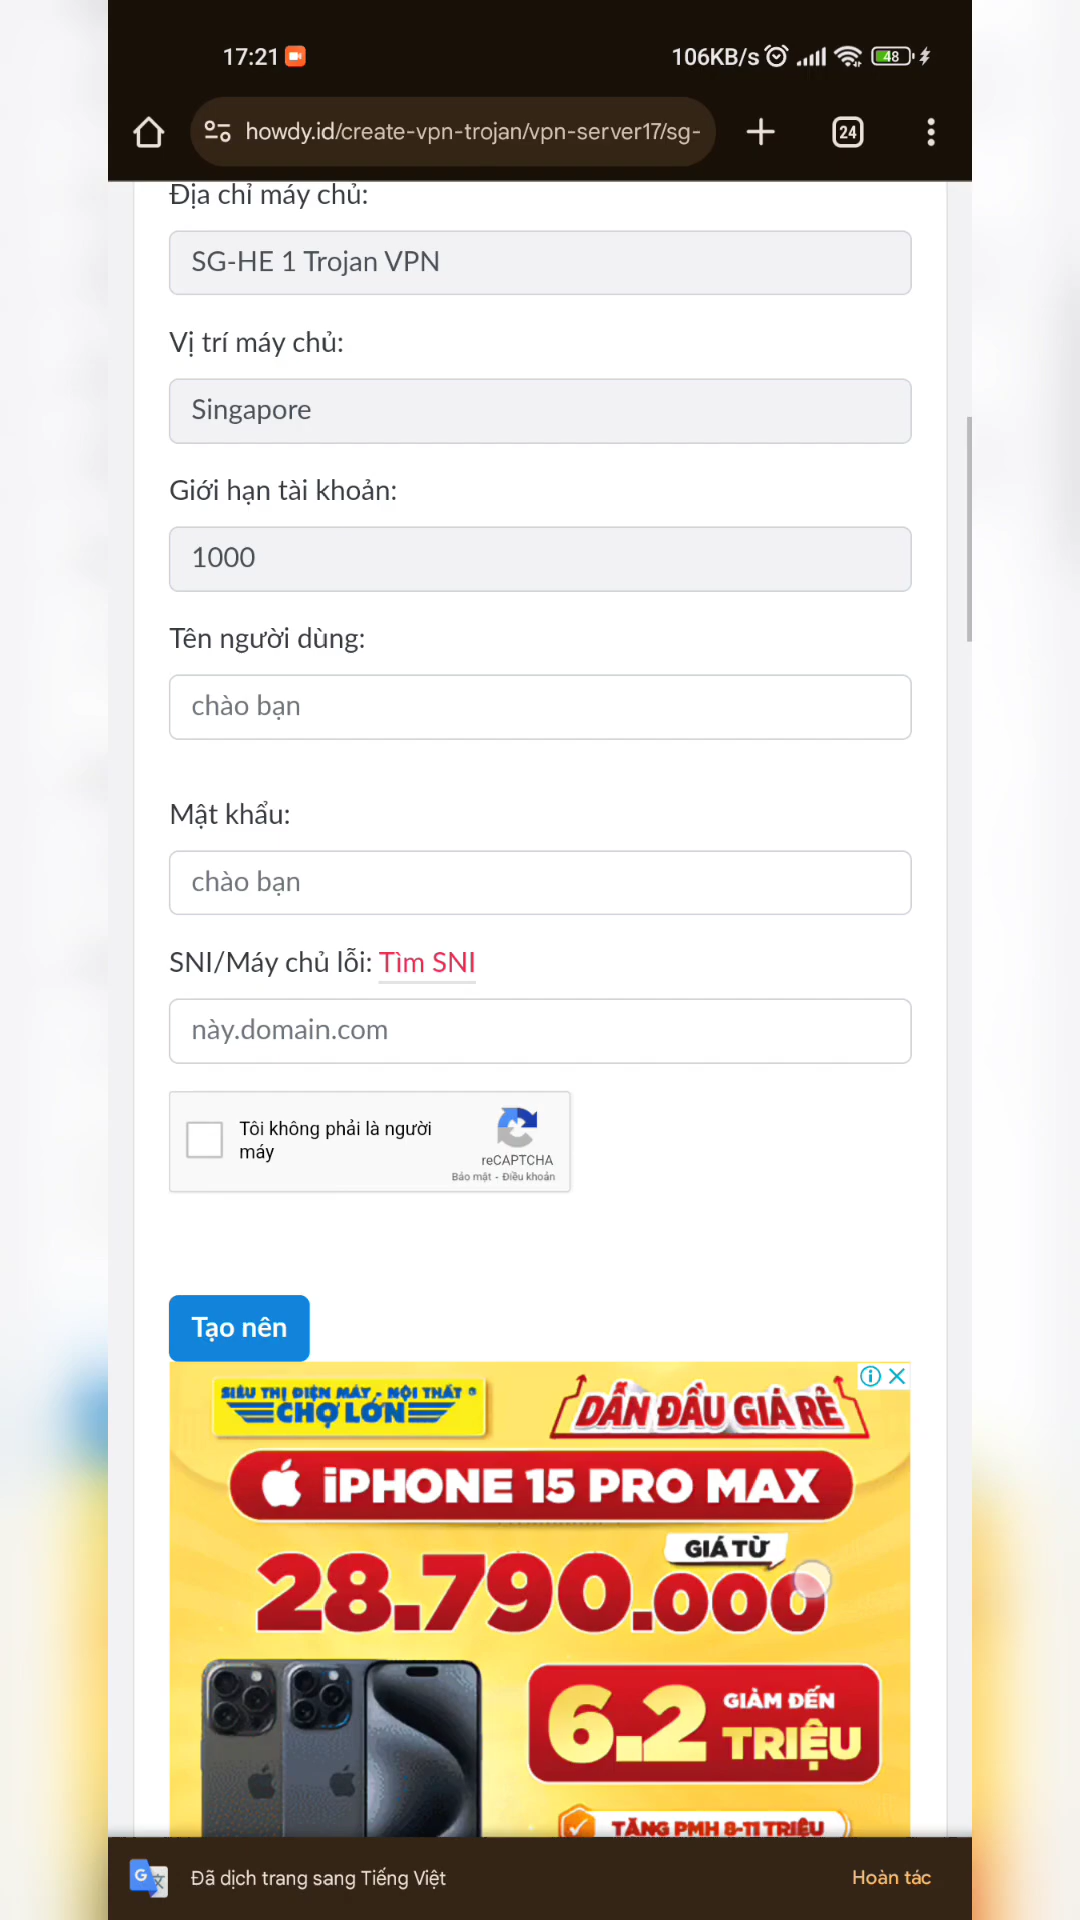 17:21
106KB/s
48
howdy.id/create-vpn-trojan/vpn-server17/sg-
24
Địa chỉ máy chủ:
SG-HE 1 Trojan VPN
Vị trí máy chủ:
Singapore
Giới hạn tài khoản:
1000
Tên người dùng:
chào bạn
Mật khẩu:
chào bạn
SNI/Máy chủ lỗi: Tìm SNI
này.domain.com
Tôi không phải là người
máy
reCAPTCHA
Bảo mật - Điều khoản
Tạo nên
SIÊU THỊ ĐIỆN MÁY - NỘI THẤT
CHỢ LỚN
DẪN ĐẦU GIÁ RẺ
iPHONE 15 PRO MAX
GIÁ TỪ
28.790.000
6.2
GIẢM ĐẾN
TRIỆU
TẶNG PMH 8-11 TRIỆU
Đã dịch trang sang Tiếng Việt
Hoàn tác